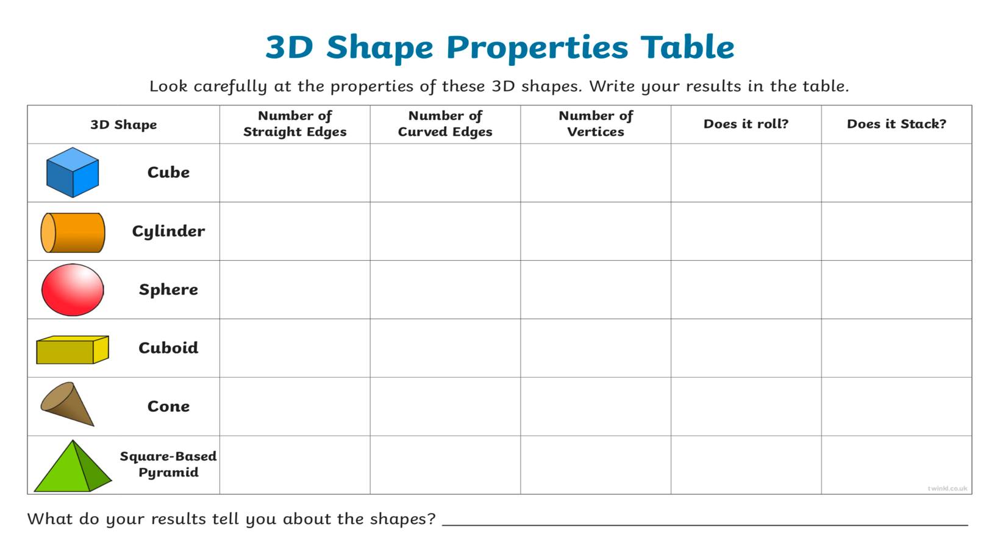 3D Shape Properties Table
Look carefully at the properties of these 3D shapes. Write your results in the table.
3D Shape
Number of
Straight Edges
Number of
Curved Edges
Number of
Vertices
Does it roll?
Does it Stack?
Cube
Cylinder
Sphere
Cuboid
Cone
Square-Based
Pyramid
twinkl.co.uk
What do your results tell you about the shapes?